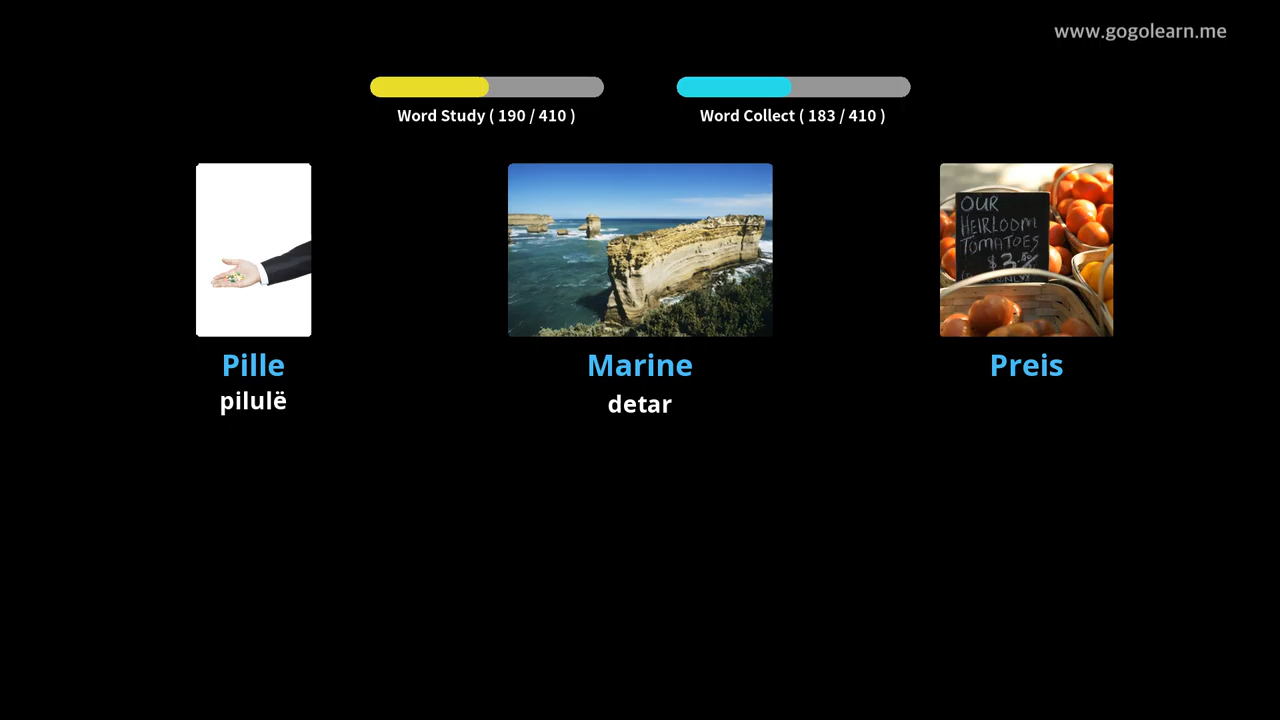 www.gogolearn.me
Word Study ( 190 / 410 )
Word Collect ( 183 / 410 )
OUR
HEIRLOOM
TOMATOES
Pille
Marine
Preis
pilulë
detar